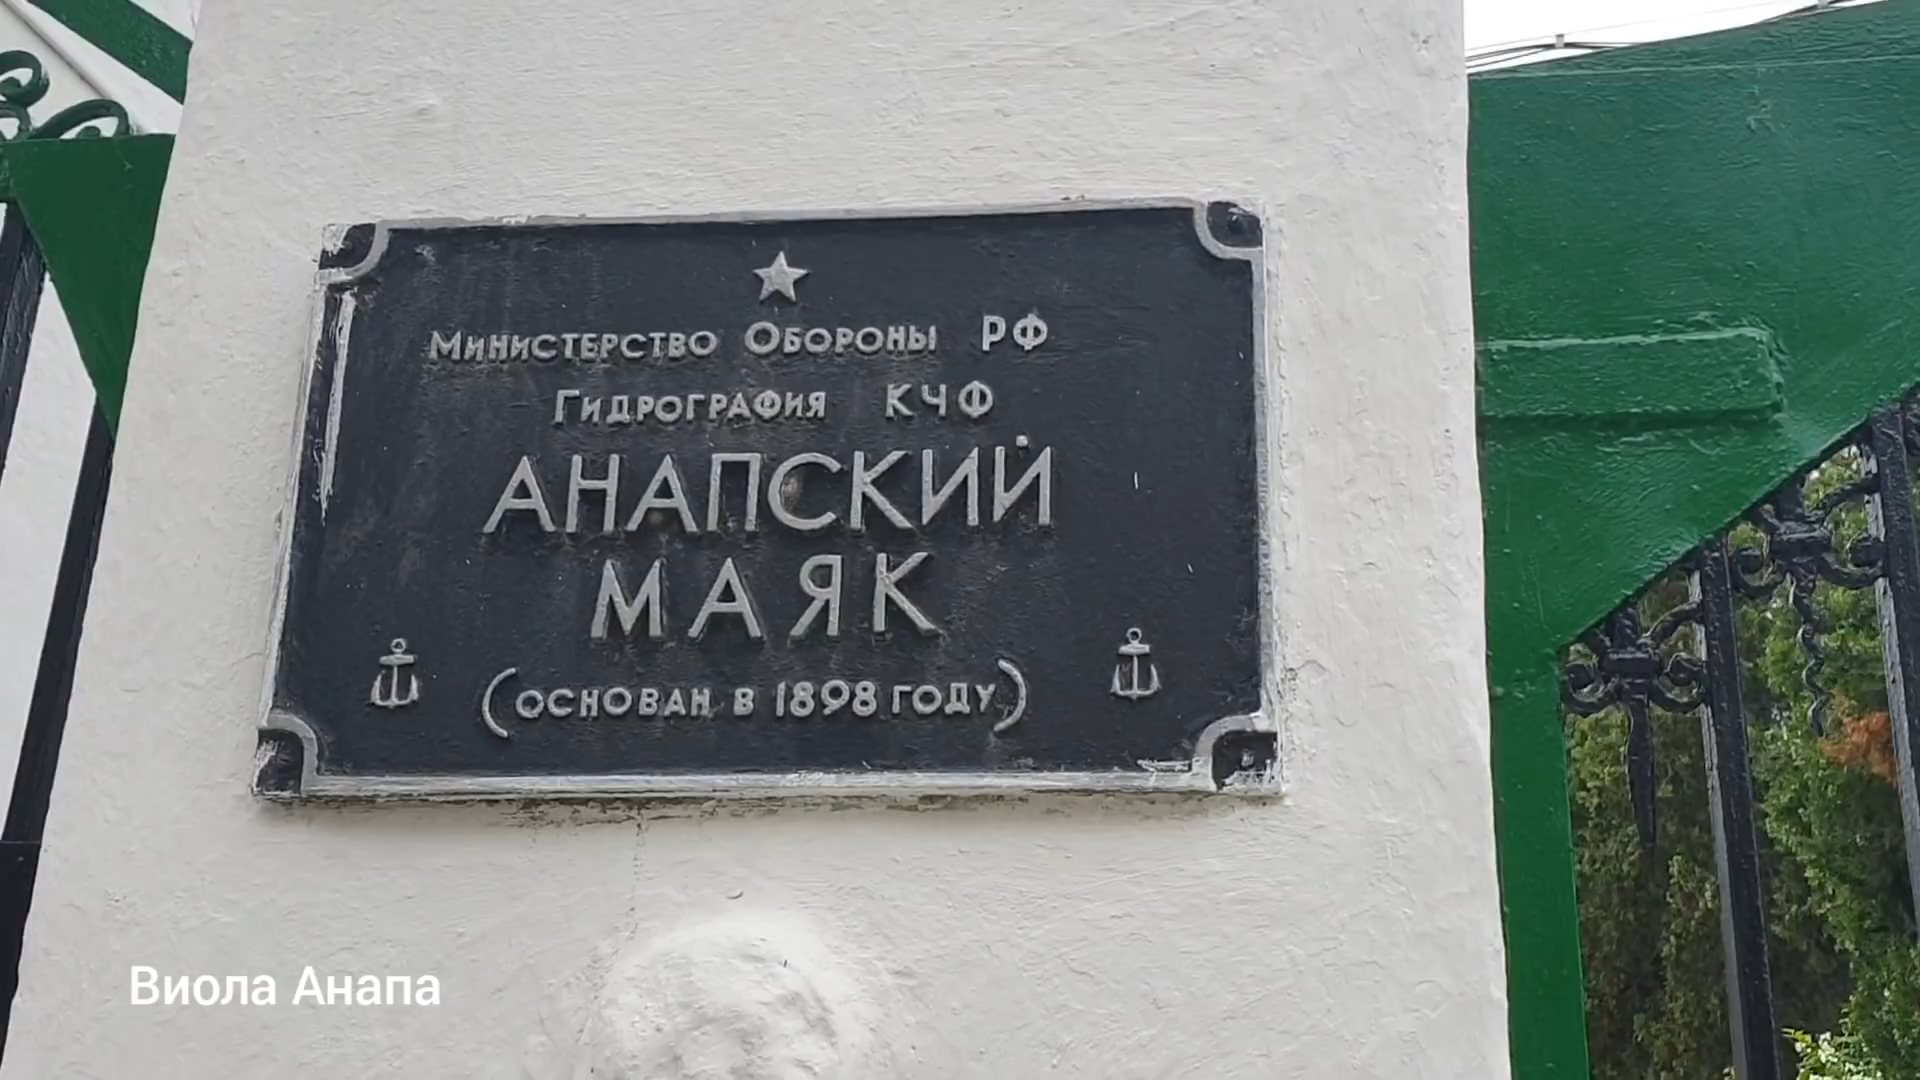 Министерство Обороны РФ
Гидрография КЧФ
АНАПСКИЙ
МАЯК
(основан в 1898 году)
Виола Анапа